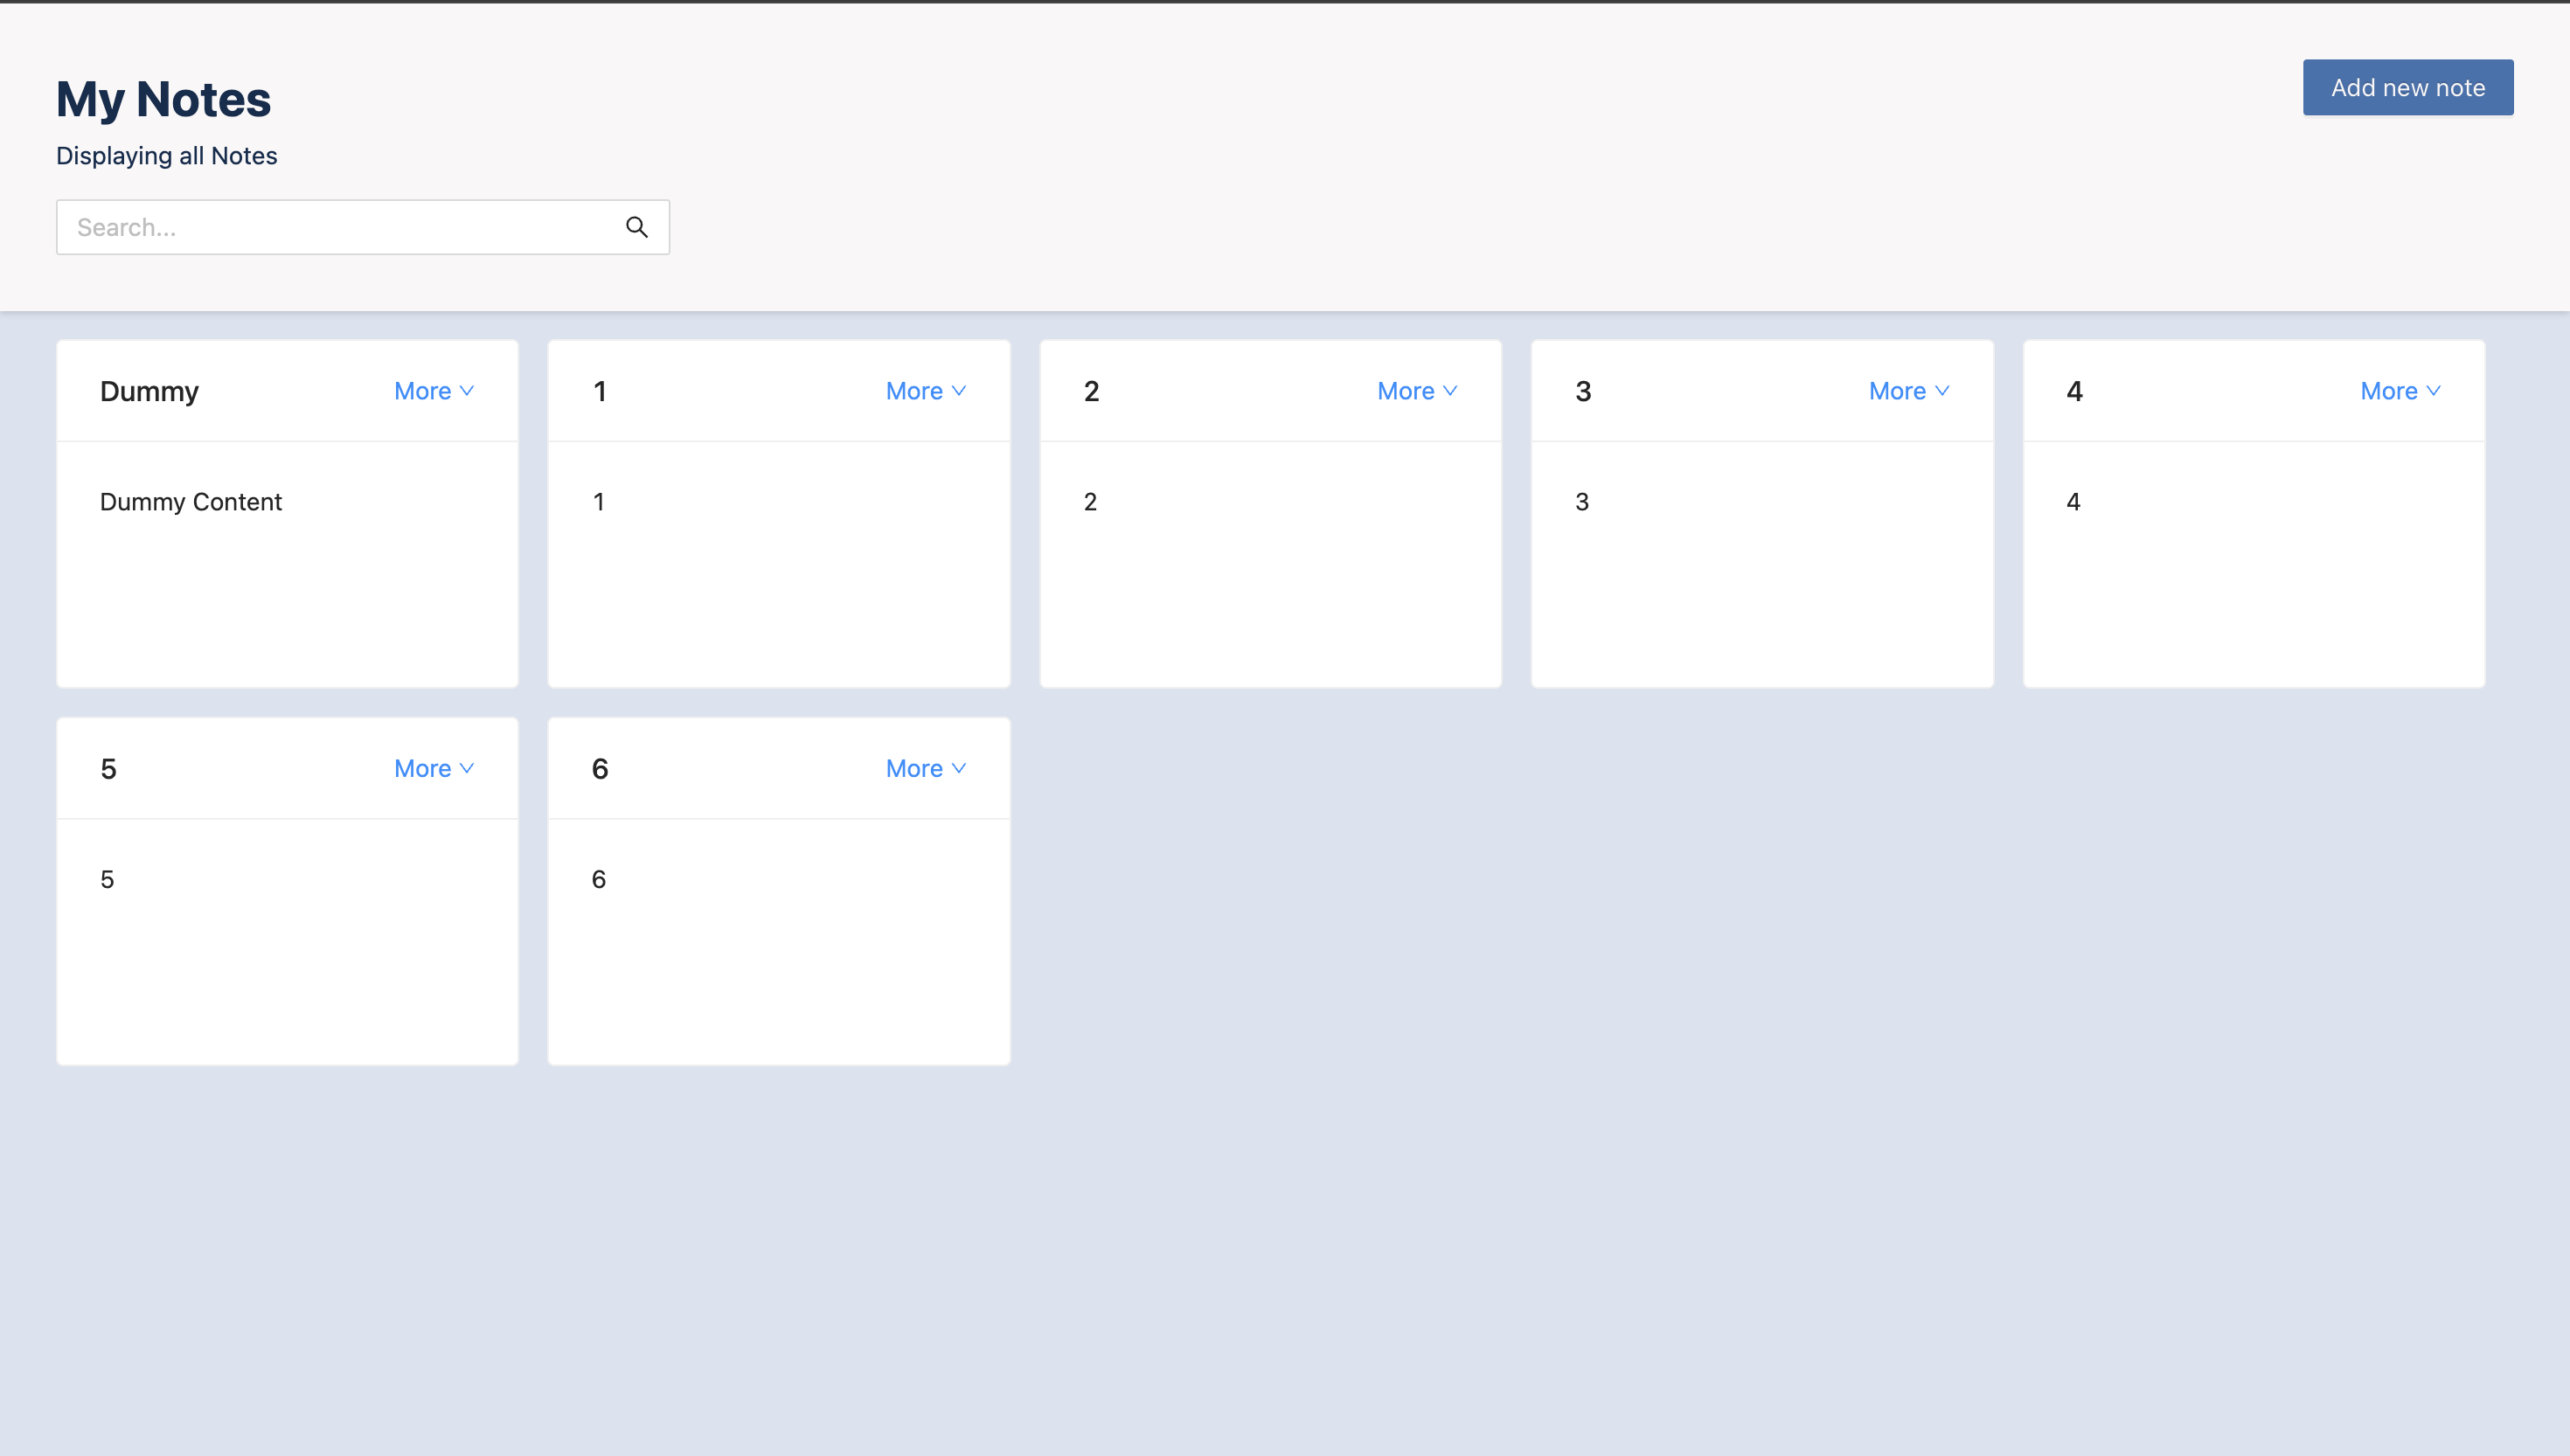 My Notes
Add new note
Displaying all Notes
Search...
Dummy More
1 More
2 More
3 More
4 More
Dummy Content
1
2
3
4
5 More
6 More
5
6